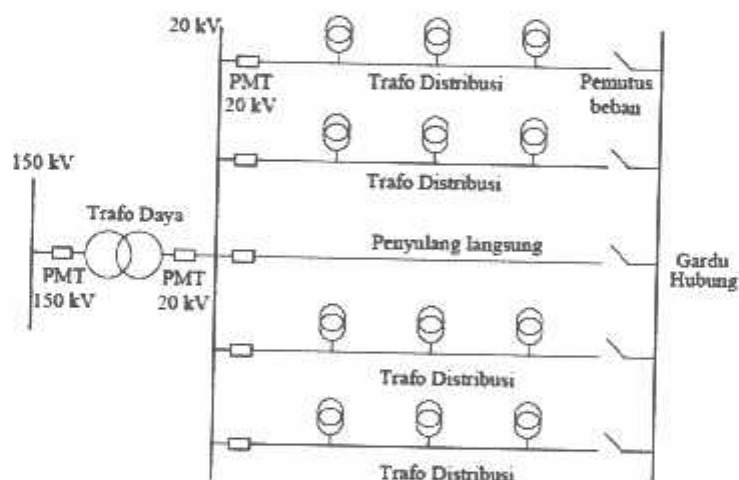 20 kV
PMT
20 kV
Trafo Distribusi
Pemutus
beban
150 kV
Trafo Distribusi
Trafo Daya
PMT
150 kV
PMT
20 kV
Penyulang langsung
Gardu
Hubung
Trafo Distribusi
Trafo Distribusi